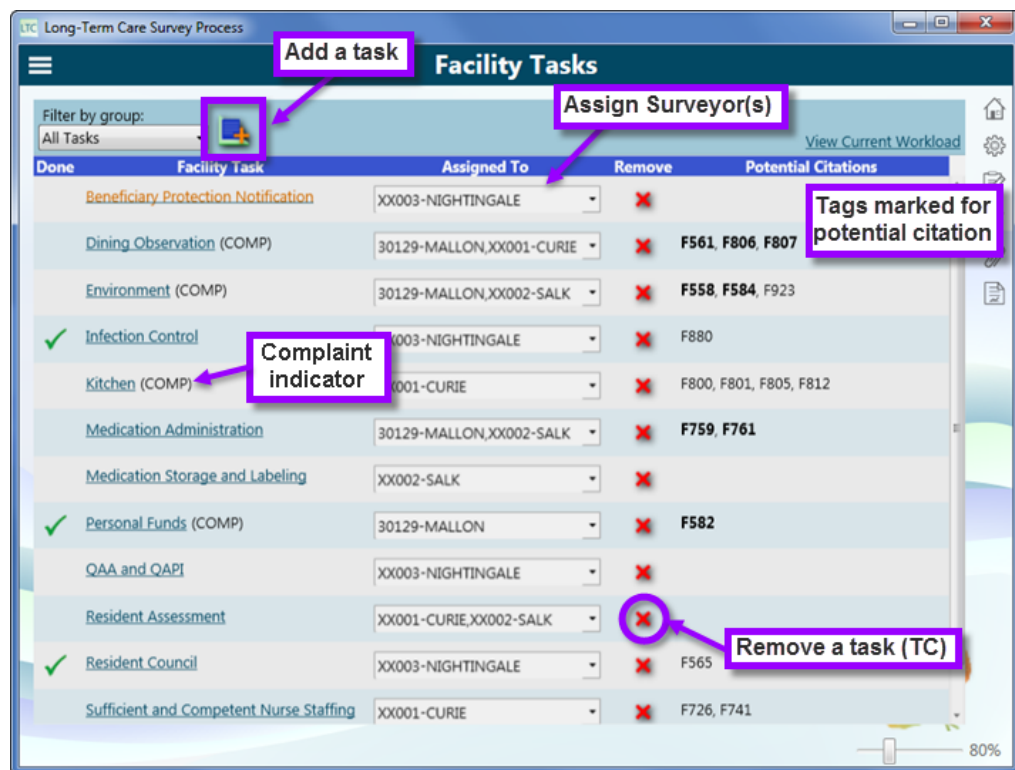 LTC Long-Term Care Survey Process
Add a task
Facility Tasks
Filter by group:
All Tasks
Assign Surveyor(s)
View Current Workload
Done Facility Task Assigned To Remove Potential Citations
Beneficiary Protection Notification XX003-NIGHTINGALE
Tags marked for
potential citation
Dining Observation (COMP) 30129-MALLON,XX001-CURIE F561, F806, F807
Environment (COMP) 30129-MALLON,XX002-SALK F558, F584, F923
Infection Control X003-NIGHTINGALE F880
Complaint
indicator
Kitchen (COMP) X001-CURIE F800, F801, F805, F812
Medication Administration 30129-MALLON,XX002-SALK F759, F761
Medication Storage and Labeling XX002-SALK
Personal Funds (COMP) 30129-MALLON F582
QAA and QAPI XX003-NIGHTINGALE
Resident Assessment XX001-CURIE,XX002-SALK
Remove a task (TC)
Resident Council XX003-NIGHTINGALE F565
Sufficient and Competent Nurse Staffing XX001-CURIE F726, F741
80%